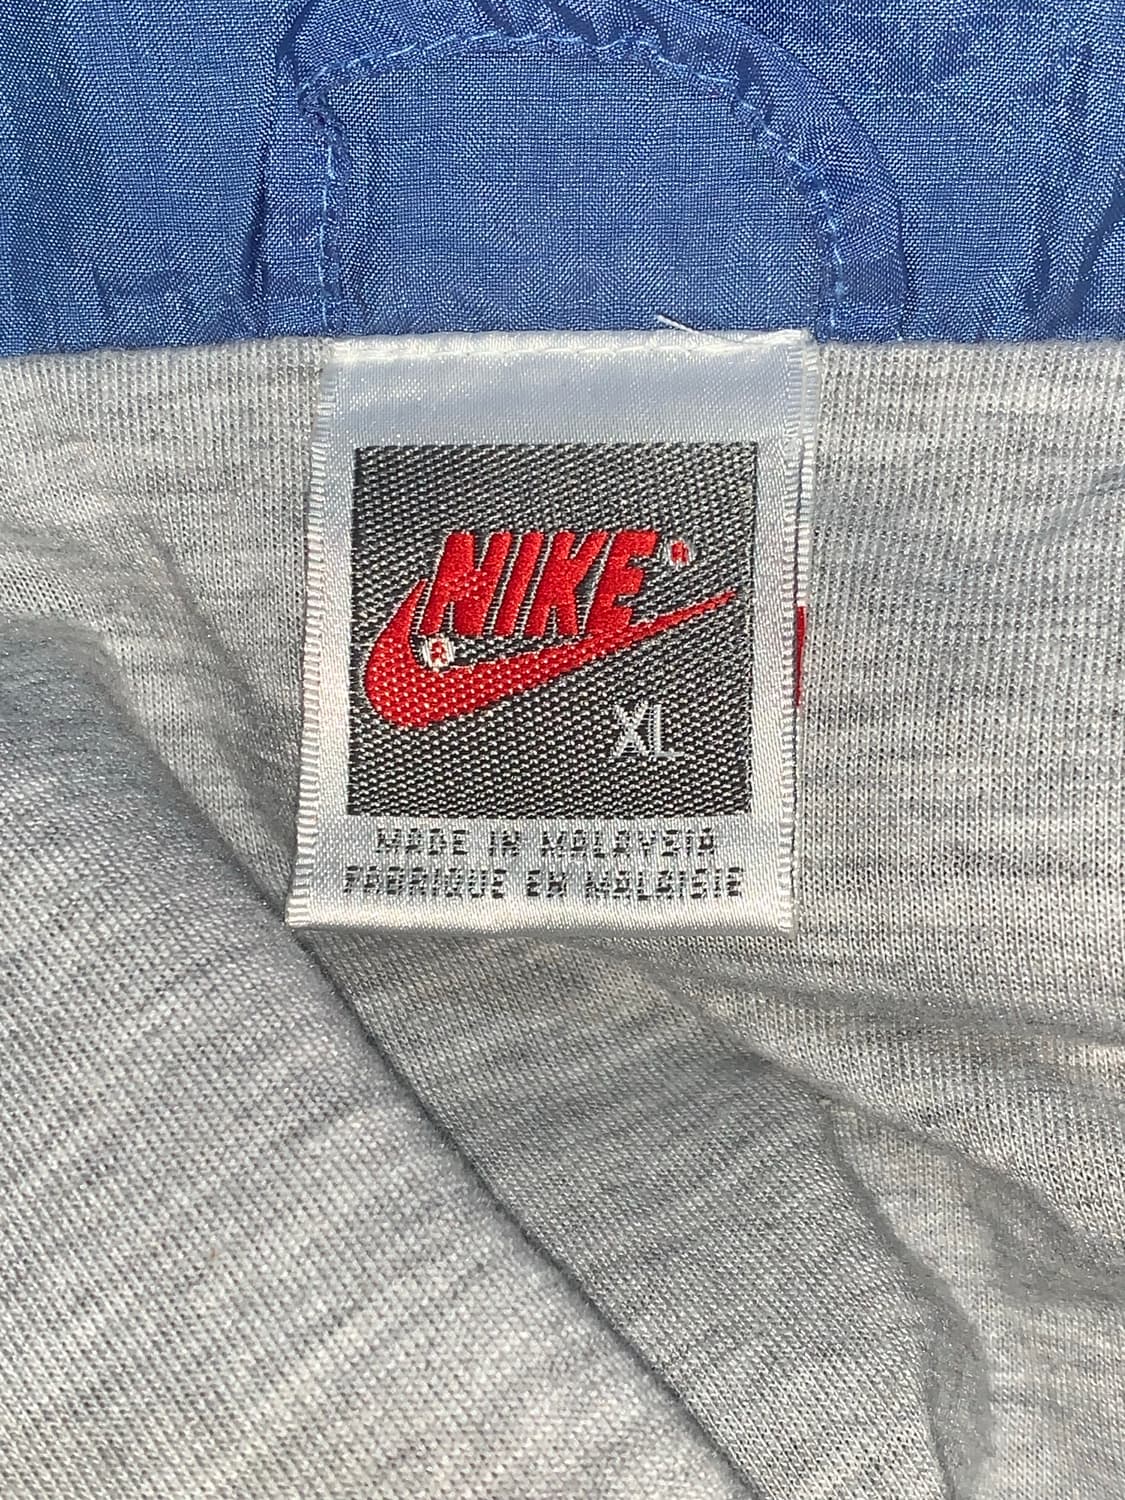 NIKE®
®
XL
MADE IN MALAYSIA
FABRIQUE EN MALAISIE